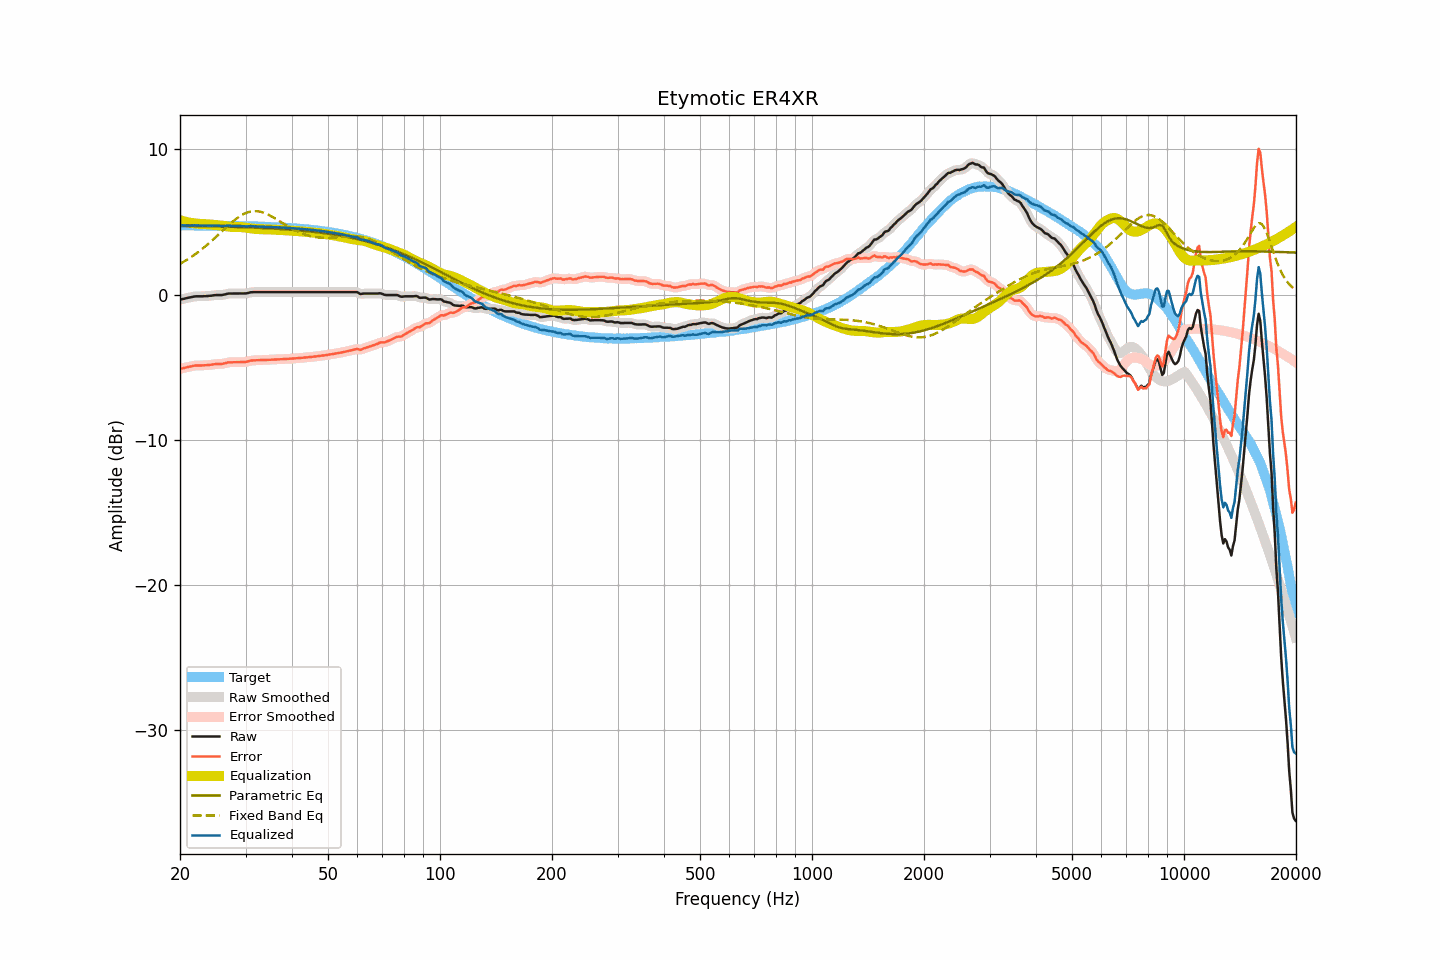 Etymotic ER4XR
10
0
−10
−20
−30
Amplitude (dBr)
Target
Raw Smoothed
Error Smoothed
Raw
Error
Equalization
Parametric Eq
Fixed Band Eq
Equalized
20 50 100 200 500 1000 2000 5000 10000 20000
Frequency (Hz)